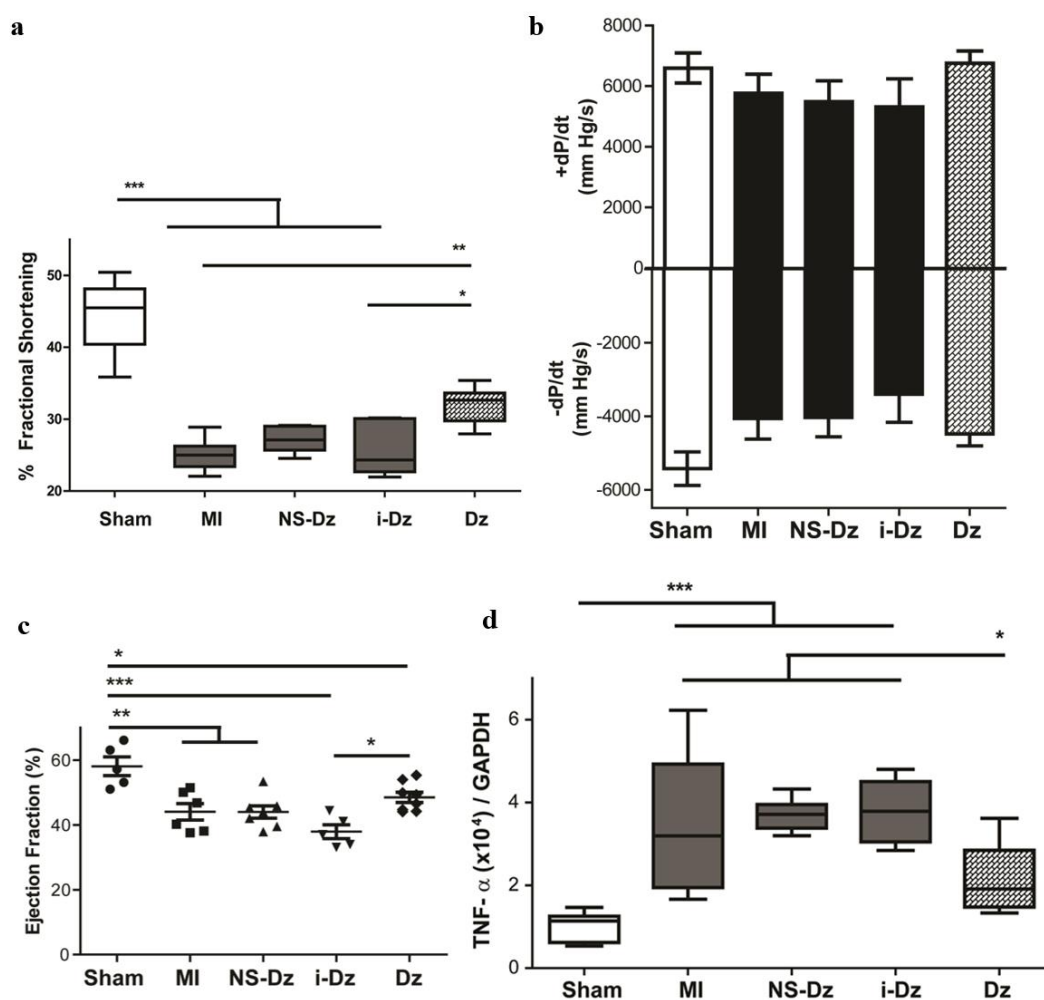 a
***
**
*
% Fractional Shortening
50
40
30
20
Sham MI NS-Dz i-Dz Dz
b
+dP/dt
(mm Hg/s)
-dP/dt
(mm Hg/s)
8000
6000
4000
2000
0
-2000
-4000
-6000
Sham MI NS-Dz i-Dz Dz
c
*
***
**
*
Ejection Fraction (%)
60
40
20
0
Sham MI NS-Dz i-Dz Dz
d
***
*
TNF- α (x10⁴) / GAPDH
6
4
2
0
Sham MI NS-Dz i-Dz Dz